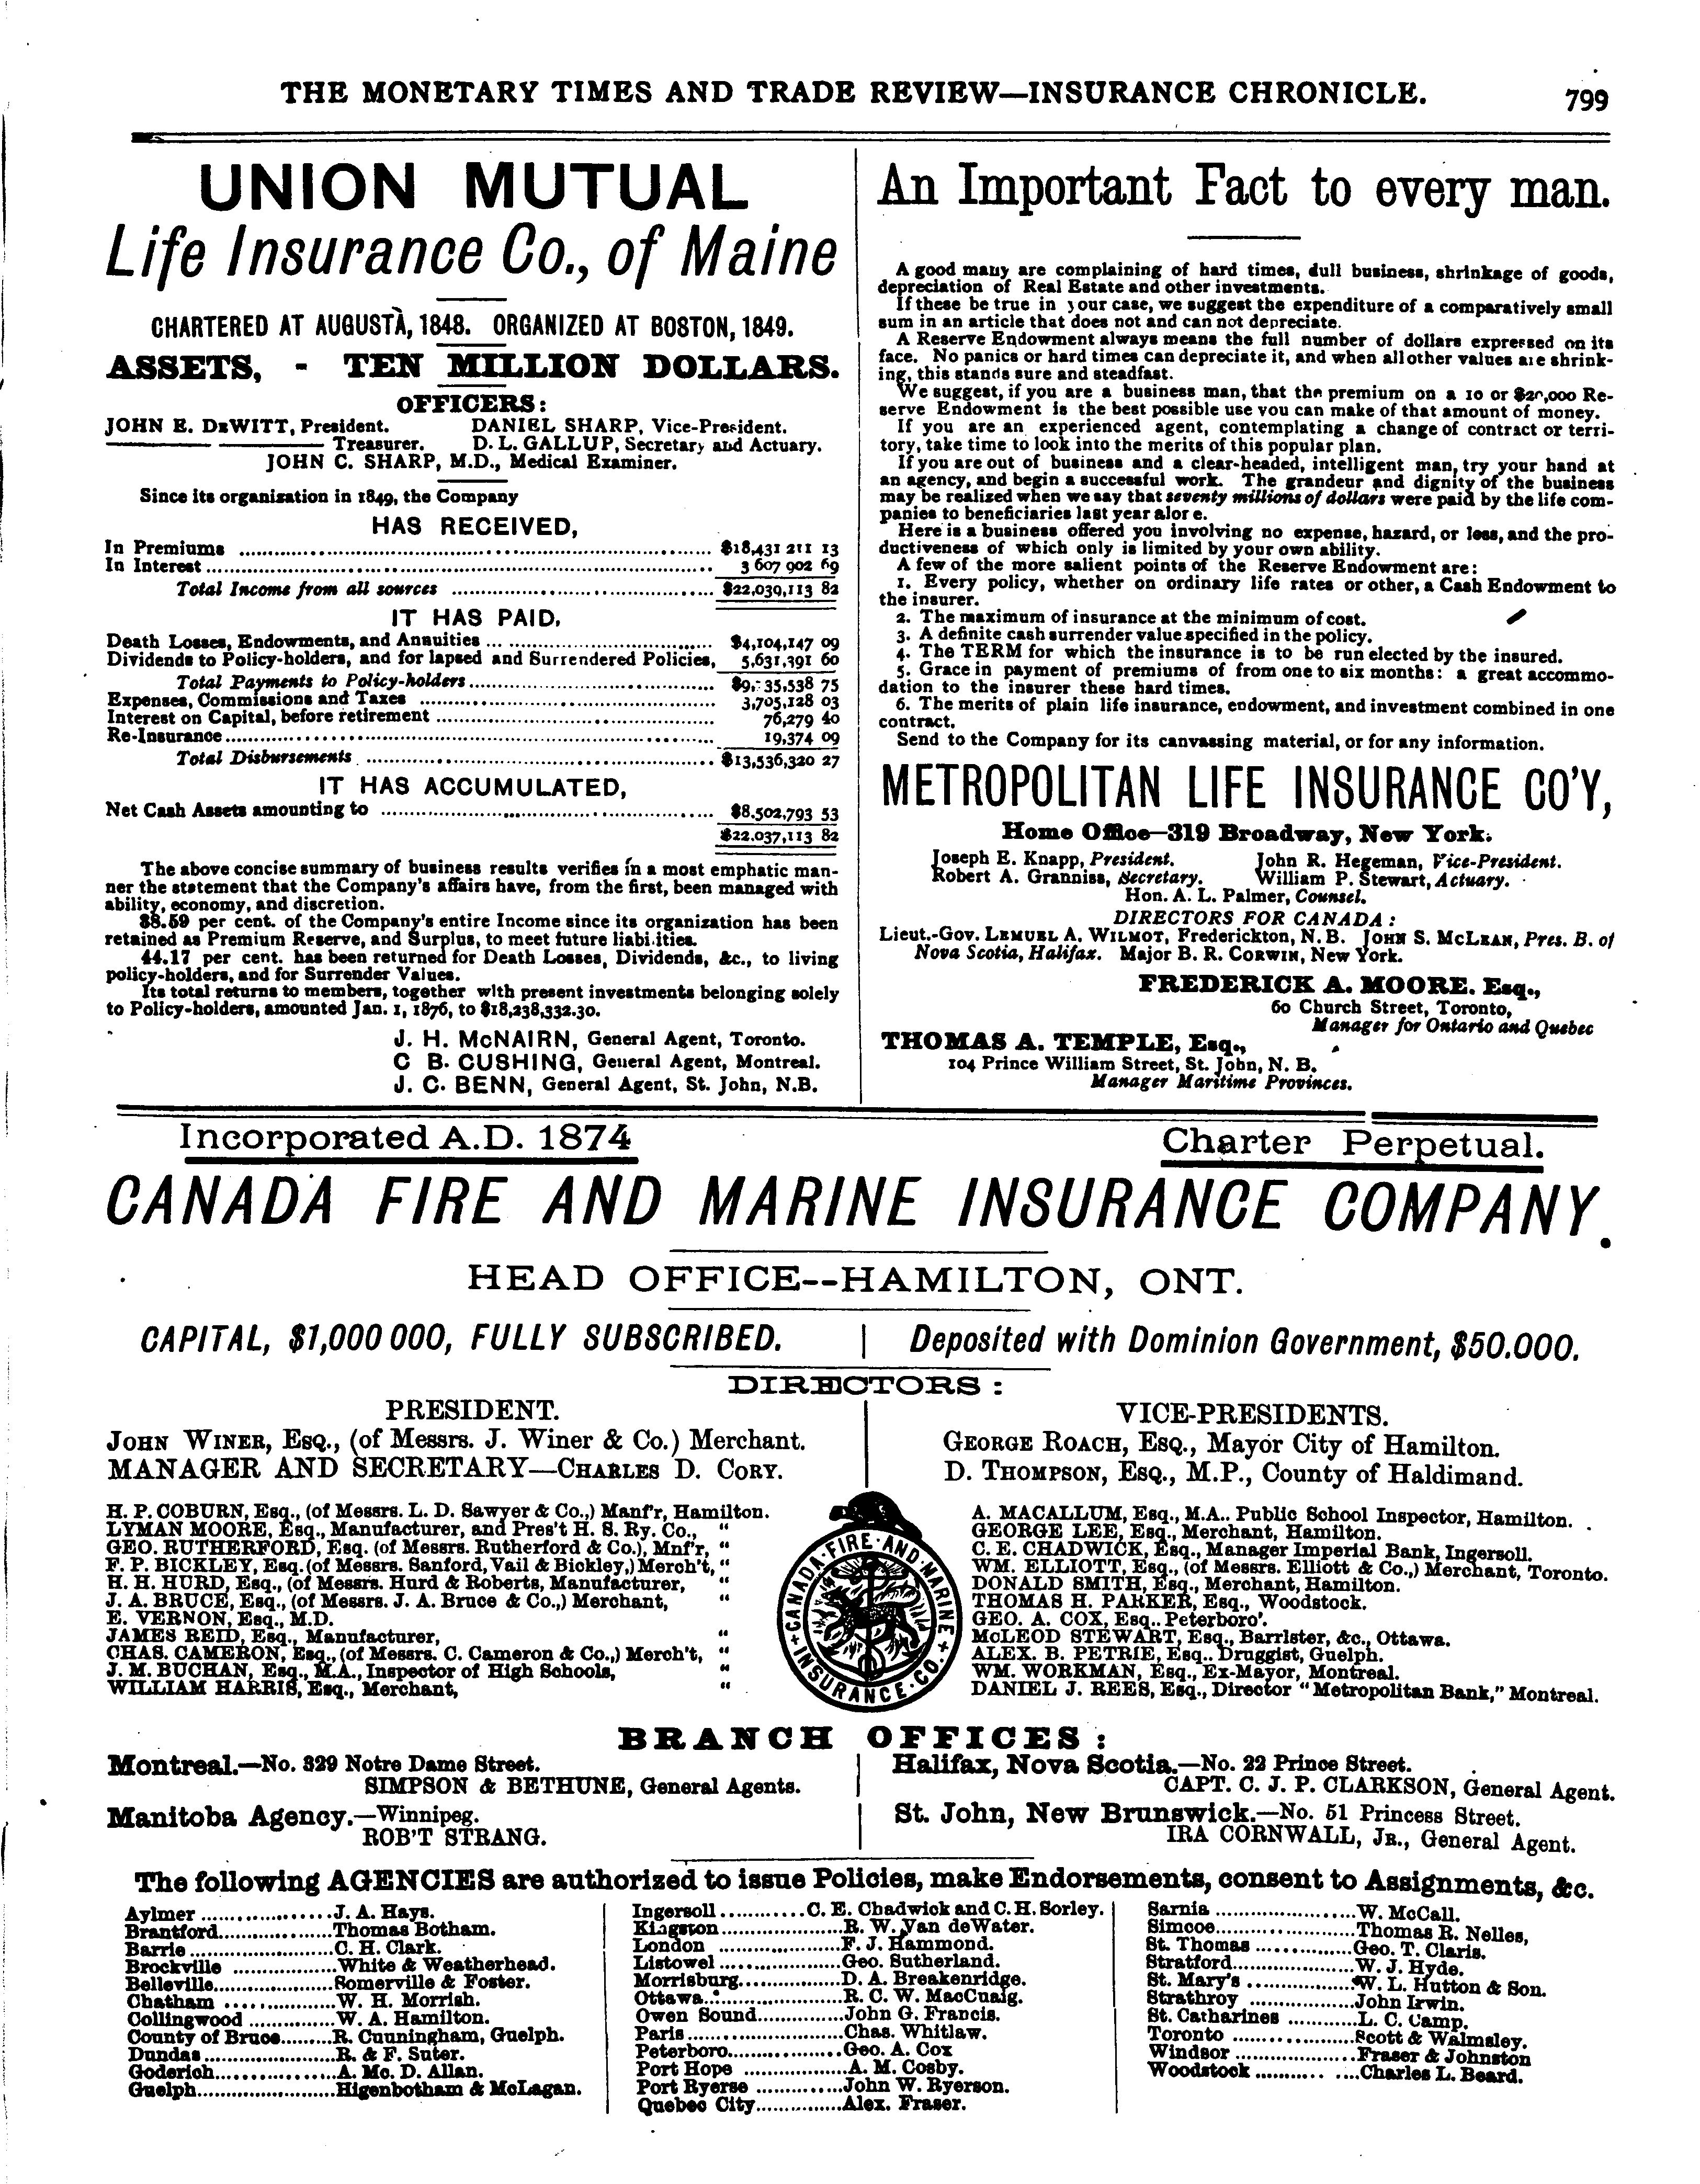 THE MONETARY TIMES AND TRADE REVIEW—INSURANCE CHRONICLE. 799
UNION MUTUAL
Life Insurance Co., of Maine
CHARTERED AT AUGUSTA, 1848. ORGANIZED AT BOSTON, 1849.
ASSETS, - TEN MILLION DOLLARS.
OFFICERS:
JOHN E. DeWITT, President. DANIEL SHARP, Vice-President.
Treasurer. D. L. GALLUP, Secretary and Actuary.
JOHN C. SHARP, M.D., Medical Examiner.
Since its organization in 1849, the Company
HAS RECEIVED,
In Premiums ........ $18,431 211 13
In Interest ........ 3 607 902 69
Total Income from all sources ........ $22,039,113 82
IT HAS PAID.
Death Losses, Endowments, and Annuities ........ $4,104,147 09
Dividends to Policy-holders, and for lapsed and Surrendered Policies, 5,631,391 60
Total Payments to Policy-holders ........ $9,735,538 75
Expenses, Commissions and Taxes ........ 3,705,128 03
Interest on Capital, before retirement ........ 76,279 40
Re-Insurance ........ 19,374 09
Total Disbursements ........ $13,536,320 27
IT HAS ACCUMULATED,
Net Cash Assets amounting to ........ $8.502,793 53
$22.037,113 82
The above concise summary of business results verifies in a most emphatic man-
ner the statement that the Company's affairs have, from the first, been managed with
ability, economy, and discretion.
$8.59 per cent. of the Company's entire Income since its organization has been
retained as Premium Reserve, and Surplus, to meet future liabilities.
44.17 per cent. has been returned for Death Losses, Dividends, &c., to living
policy-holders, and for Surrender Values.
Its total returns to members, together with present investments belonging solely
to Policy-holders, amounted Jan. 1, 1876, to $18,238,332.30.
J. H. McNAIRN, General Agent, Toronto.
C B. CUSHING, General Agent, Montreal.
J. C. BENN, General Agent, St. John, N.B.
An Important Fact to every man.
A good many are complaining of hard times, dull business, shrinkage of goods,
depreciation of Real Estate and other investments.
If these be true in your case, we suggest the expenditure of a comparatively small
sum in an article that does not and can not depreciate.
A Reserve Endowment always means the full number of dollars expressed on its
face. No panics or hard times can depreciate it, and when all other values are shrink-
ing, this stands sure and steadfast.
We suggest, if you are a business man, that the premium on a 10 or $20,000 Re-
serve Endowment is the best possible use you can make of that amount of money.
If you are an experienced agent, contemplating a change of contract or terri-
tory, take time to look into the merits of this popular plan.
If you are out of business and a clear-headed, intelligent man, try your hand at
an agency, and begin a successful work. The grandeur and dignity of the business
may be realized when we say that seventy millions of dollars were paid by the life com-
panies to beneficiaries last year alore.
Here is a business offered you involving no expense, hazard, or loss, and the pro-
ductiveness of which only is limited by your own ability.
A few of the more salient points of the Reserve Endowment are:
1. Every policy, whether on ordinary life rates or other, a Cash Endowment to
the insurer.
2. The maximum of insurance at the minimum of cost.
3. A definite cash surrender value specified in the policy.
4. The TERM for which the insurance is to be run elected by the insured.
5. Grace in payment of premiums of from one to six months: a great accommo-
dation to the insurer these hard times.
6. The merits of plain life insurance, endowment, and investment combined in one
contract.
Send to the Company for its canvassing material, or for any information.
METROPOLITAN LIFE INSURANCE CO'Y,
Home Office—319 Broadway, New York.
Joseph E. Knapp, President. John R. Hegeman, Vice-President.
Robert A. Granniss, Secretary. William P. Stewart, Actuary.
Hon. A. L. Palmer, Counsel.
DIRECTORS FOR CANADA:
Lieut.-Gov. Lemuel A. Wilmot, Frederickton, N. B. John S. McLean, Pres. B. of
Nova Scotia, Halifax. Major B. R. Corwin, New York.
FREDERICK A. MOORE. Esq.,
60 Church Street, Toronto,
Manager for Ontario and Quebec
THOMAS A. TEMPLE, Esq.,
104 Prince William Street, St. John, N. B.
Manager Maritime Provinces.
Incorporated A.D. 1874 Charter Perpetual.
CANADA FIRE AND MARINE INSURANCE COMPANY.
HEAD OFFICE--HAMILTON, ONT.
CAPITAL, $1,000 000, FULLY SUBSCRIBED. | Deposited with Dominion Government, $50.000.
DIRECTORS:
PRESIDENT.
John Winer, Esq., (of Messrs. J. Winer & Co.) Merchant.
MANAGER AND SECRETARY—Charles D. Cory.
VICE-PRESIDENTS.
George Roach, Esq., Mayor City of Hamilton.
D. Thompson, Esq., M.P., County of Haldimand.
H. P. COBURN, Esq., (of Messrs. L. D. Sawyer & Co.,) Manf'r, Hamilton.
LYMAN MOORE, Esq., Manufacturer, and Pres't H. S. Ry. Co., "
GEO. RUTHERFORD, Esq. (of Messrs. Rutherford & Co.), Mnf'r, "
F. P. BICKLEY, Esq. (of Messrs. Sanford, Vail & Bickley,) Merch't, "
H. H. HURD, Esq., (of Messrs. Hurd & Roberts, Manufacturer, "
J. A. BRUCE, Esq., (of Messrs. J. A. Bruce & Co.,) Merchant, "
E. VERNON, Esq., M.D.
JAMES REID, Esq., Manufacturer, "
CHAS. CAMERON, Esq., (of Messrs. C. Cameron & Co.,) Merch't, "
J. M. BUCHAN, Esq., M.A., Inspector of High Schools, "
WILLIAM HARRIS, Esq., Merchant, "
CANADA·FIRE·AND·MARINE
+INSURANCE·CO.+
A. MACALLUM, Esq., M.A.. Public School Inspector, Hamilton.
GEORGE LEE, Esq., Merchant, Hamilton.
C. E. CHADWICK, Esq., Manager Imperial Bank, Ingersoll.
WM. ELLIOTT, Esq., (of Messrs. Elliott & Co.,) Merchant, Toronto.
DONALD SMITH, Esq., Merchant, Hamilton.
THOMAS H. PARKER, Esq., Woodstock.
GEO. A. COX, Esq.. Peterboro'.
McLEOD STEWART, Esq., Barrister, &c., Ottawa.
ALEX. B. PETRIE, Esq.. Druggist, Guelph.
WM. WORKMAN, Esq., Ex-Mayor, Montreal.
DANIEL J. REES, Esq., Director "Metropolitan Bank," Montreal.
BRANCH OFFICES:
Montreal.—No. 329 Notre Dame Street.
SIMPSON & BETHUNE, General Agents.
Manitoba Agency.—Winnipeg.
ROB'T STRANG.
Halifax, Nova Scotia.—No. 22 Prince Street.
CAPT. C. J. P. CLARKSON, General Agent.
St. John, New Brunswick.—No. 51 Princess Street.
IRA CORNWALL, Jr., General Agent.
The following AGENCIES are authorized to issue Policies, make Endorsements, consent to Assignments, &c.
Aylmer ........ J. A. Hays.
Brantford ........ Thomas Botham.
Barrie ........ C. H. Clark.
Brockville ........ White & Weatherhead.
Belleville ........ Somerville & Foster.
Chatham ........ W. H. Morrish.
Collingwood ........ W. A. Hamilton.
County of Bruce ........ R. Cunningham, Guelph.
Dundas ........ R. & F. Suter.
Goderich ........ A. Mc. D. Allan.
Guelph ........ Higenbotham & McLagan.
Ingersoll ........ C. E. Chadwick and C. H. Sorley.
Kingston ........ R. W. Van deWater.
London ........ F. J. Hammond.
Listowel ........ Geo. Sutherland.
Morrisburg ........ D. A. Breakenridge.
Ottawa ........ R. C. W. MacCuaig.
Owen Sound ........ John G. Francis.
Paris ........ Chas. Whitlaw.
Peterboro ........ Geo. A. Cox
Port Hope ........ A. M. Cosby.
Port Ryerse ........ John W. Ryerson.
Quebec City ........ Alex. Fraser.
Sarnia ........ W. McCall.
Simcoe ........ Thomas R. Nelles,
St. Thomas ........ Geo. T. Claris.
Stratford ........ W. J. Hyde.
St. Mary's ........ W. L. Hutton & Son.
Strathroy ........ John Irwin.
St. Catharines ........ L. C. Camp.
Toronto ........ Scott & Walmsley.
Windsor ........ Fraser & Johnston
Woodstock ........ Charles L. Beard.